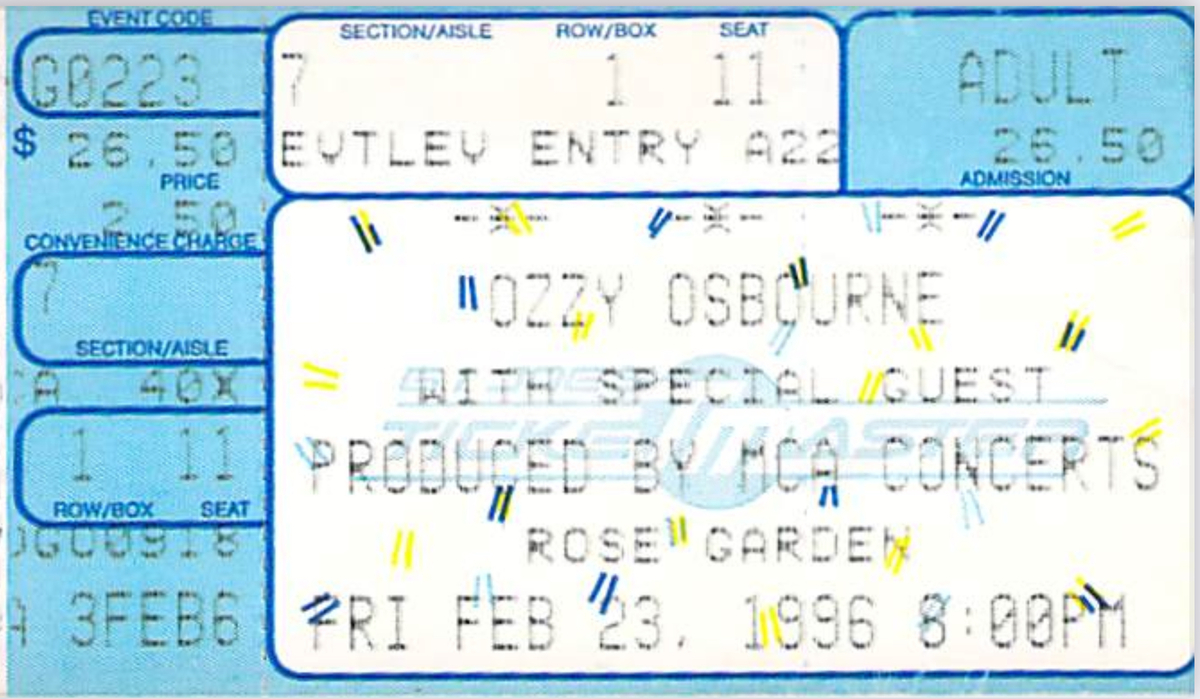 EVENT CODE
G0223
$ 26.50
PRICE
2.50
CONVENIENCE CHARGE
7
SECTION/AISLE
CA 40X
1 11
ROW/BOX SEAT
3FEB6
SECTION/AISLE ROW/BOX SEAT
7 1 11
EVTLEV ENTRY A22
ADULT
26.50
ADMISSION
OZZY OSBOURNE
WITH SPECIAL GUEST
TICKETMASTER
PRODUCED BY MCA CONCERTS
ROSE GARDEN
FRI FEB 23, 1996 8:00PM